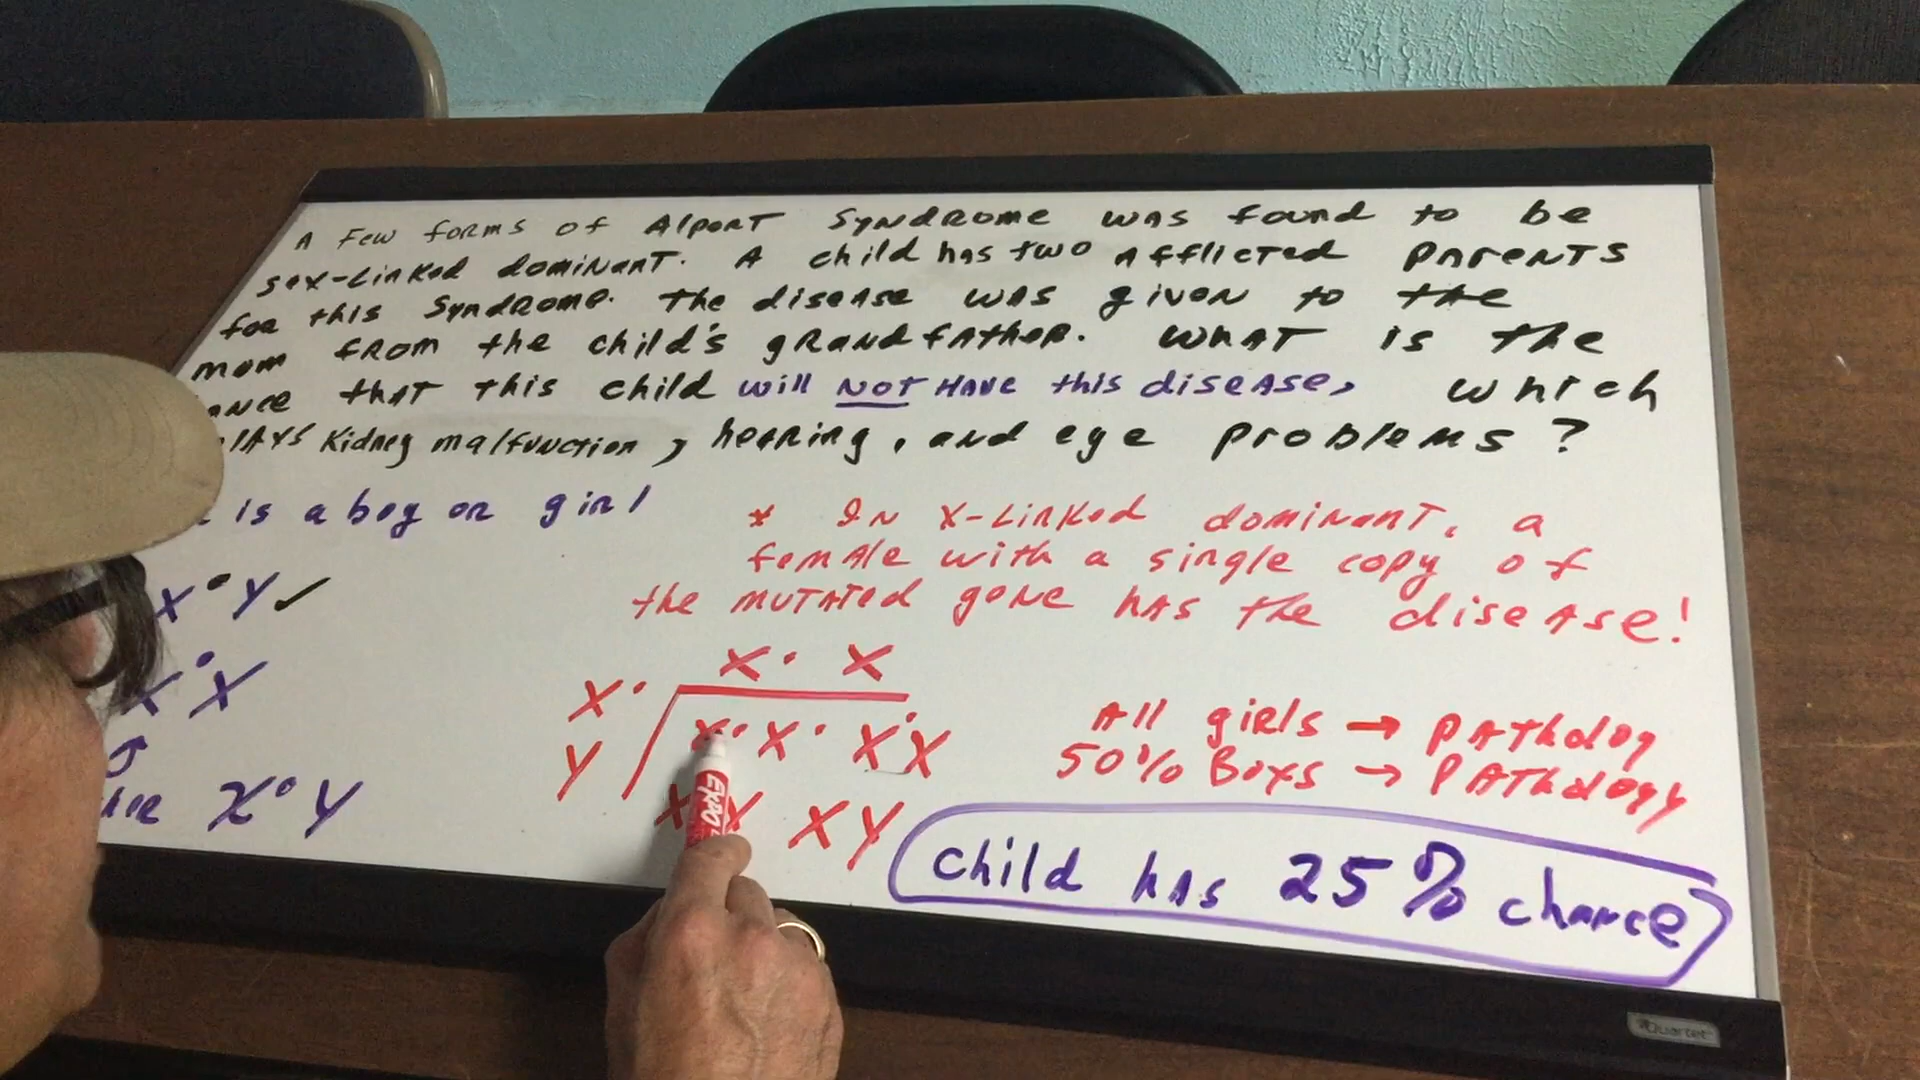 A Few forms of Alport Syndrome was found to be
sex-Linked dominant. A child has two Afflicted Parents
for this Syndrome. The disease was given to the
mom from the child's grandfather. What is the
that this child will NOT HAVE this disease, which
Kidney malfunction, hearing, and eye problems?
is a boy or girl
* In X-Linked dominant, a
female with a single copy of
the mutated gene has the disease!
X• Y ✓
X• X
X• X
X•
X• X• X• X
Y
XY
X• Y
All girls → Patholog
50% Boys → Pathology
child has 25% chance
EXPO
Quartet